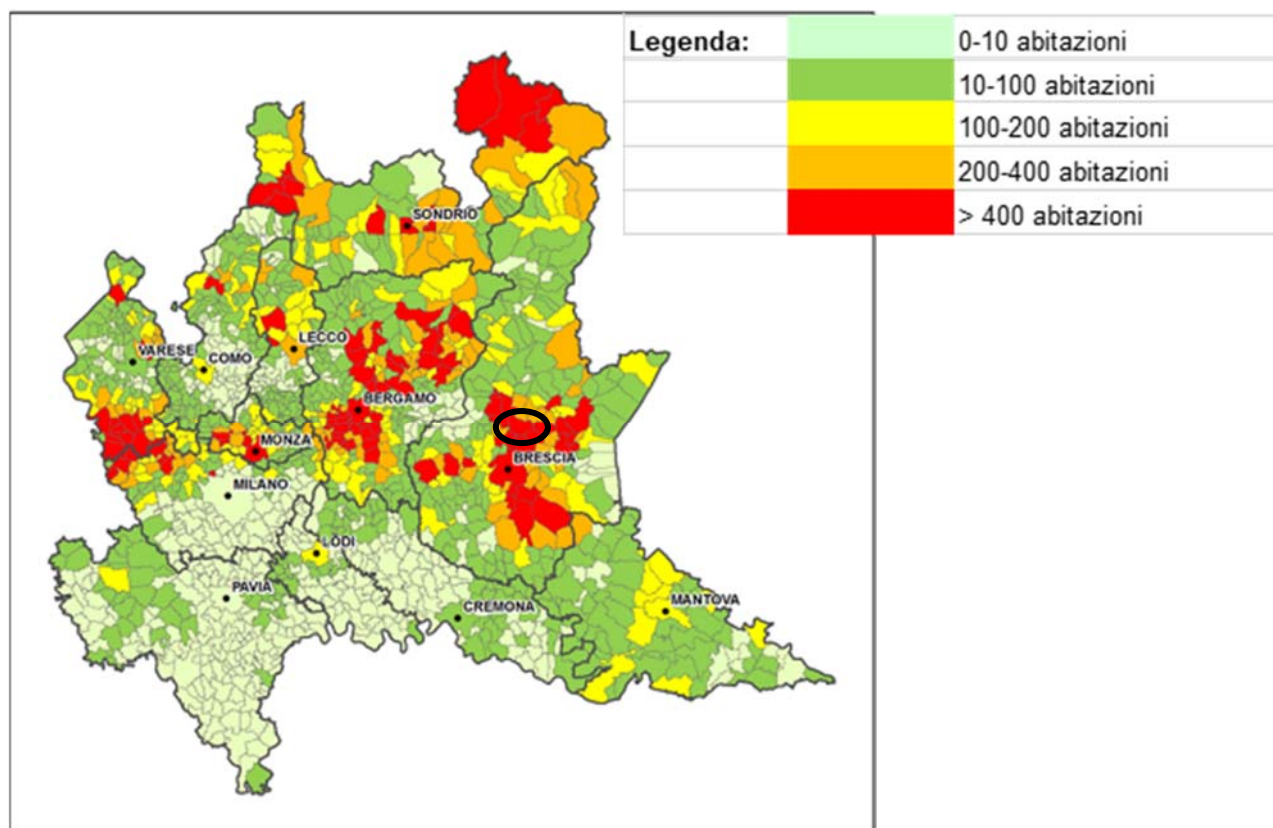 Legenda:
0-10 abitazioni
10-100 abitazioni
100-200 abitazioni
200-400 abitazioni
> 400 abitazioni
SONDRIO
LECCO
VARESE
COMO
BERGAMO
MONZA
BRESCIA
MILANO
LODI
PAVIA
CREMONA
MANTOVA